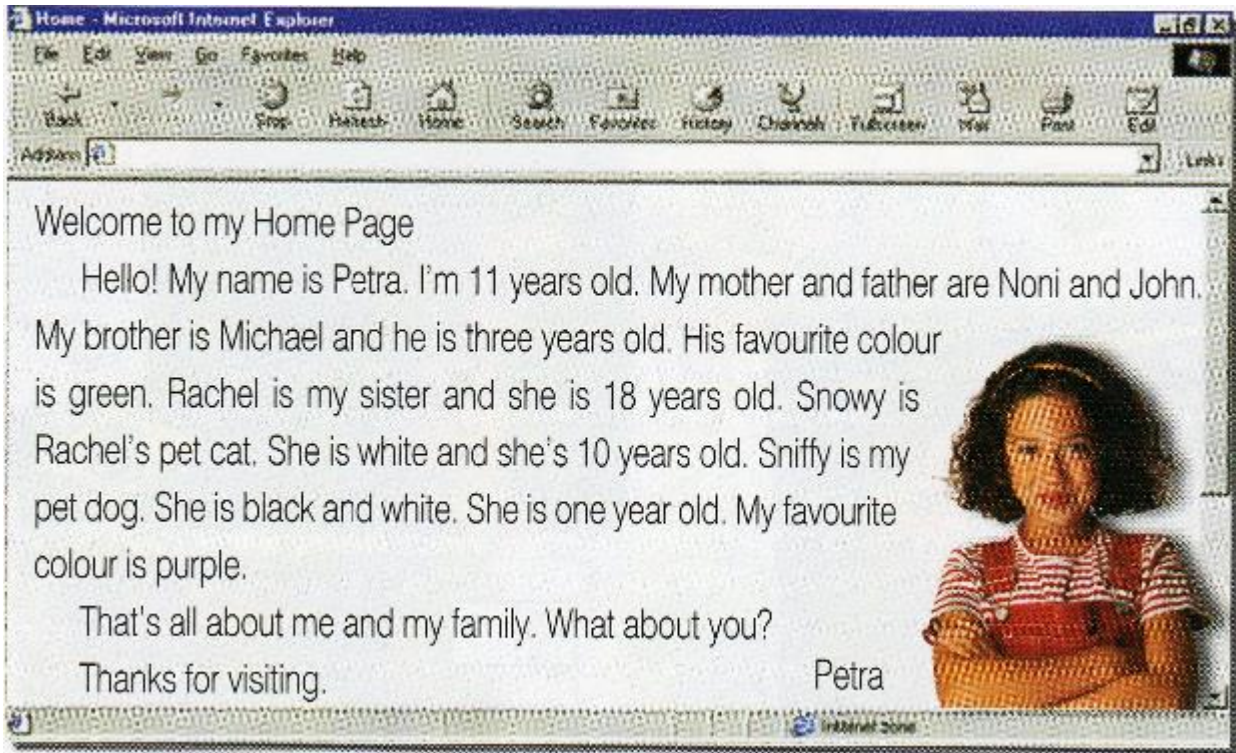 Home - Microsoft Internet Explorer
File Edit View Go Favorites Help
Back Stop Refresh Home Search Favorites History Channels Fullscreen Mail Print Edit
Address Links
Welcome to my Home Page
Hello! My name is Petra. I'm 11 years old. My mother and father are Noni and John.
My brother is Michael and he is three years old. His favourite colour
is green. Rachel is my sister and she is 18 years old. Snowy is
Rachel's pet cat. She is white and she's 10 years old. Sniffy is my
pet dog. She is black and white. She is one year old. My favourite
colour is purple.
That's all about me and my family. What about you?
Thanks for visiting.
Petra
Internet zone